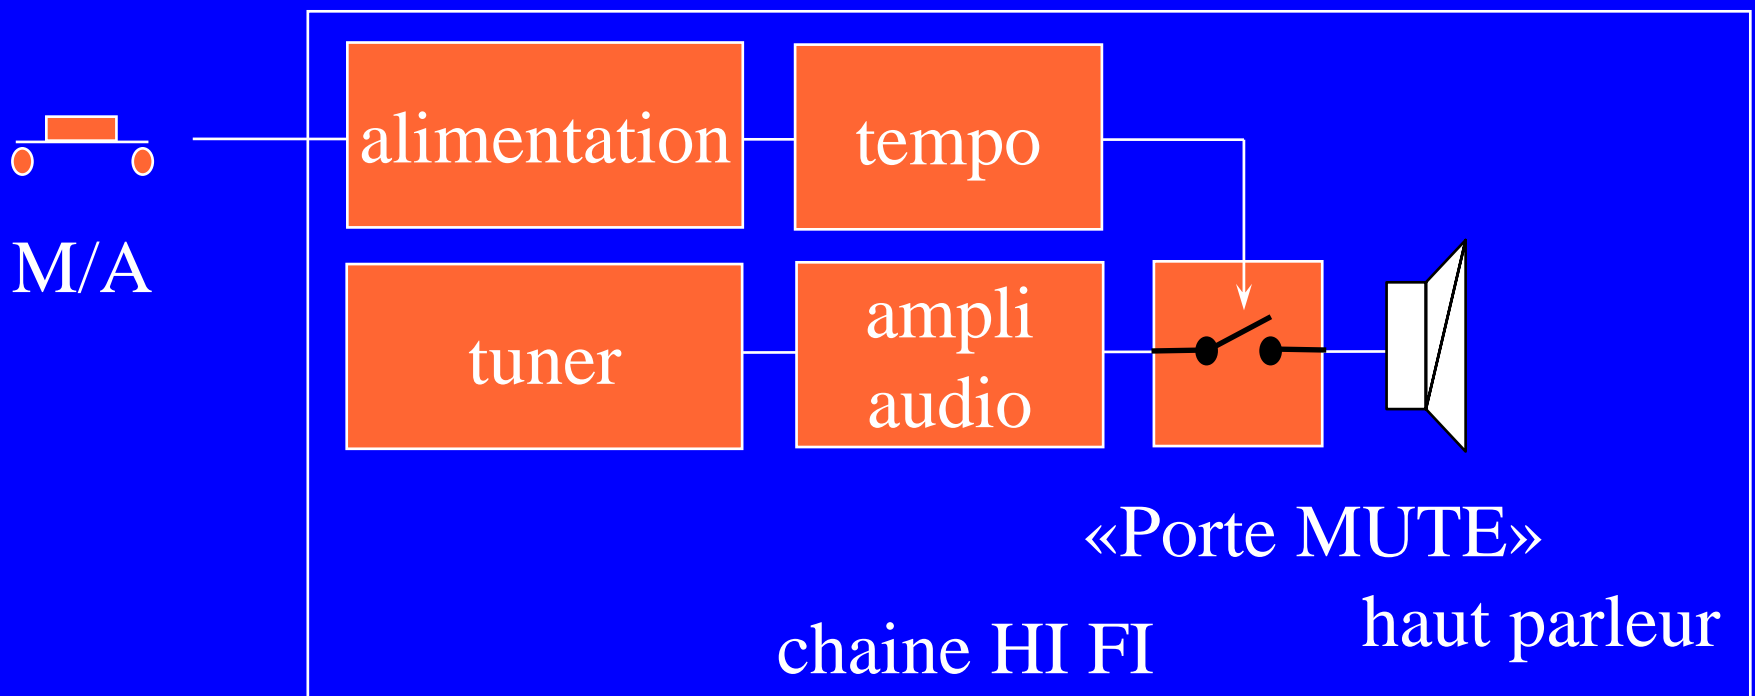 alimentation
tempo
M/A
tuner
ampli
audio
«Porte MUTE»
haut parleur
chaine HI FI